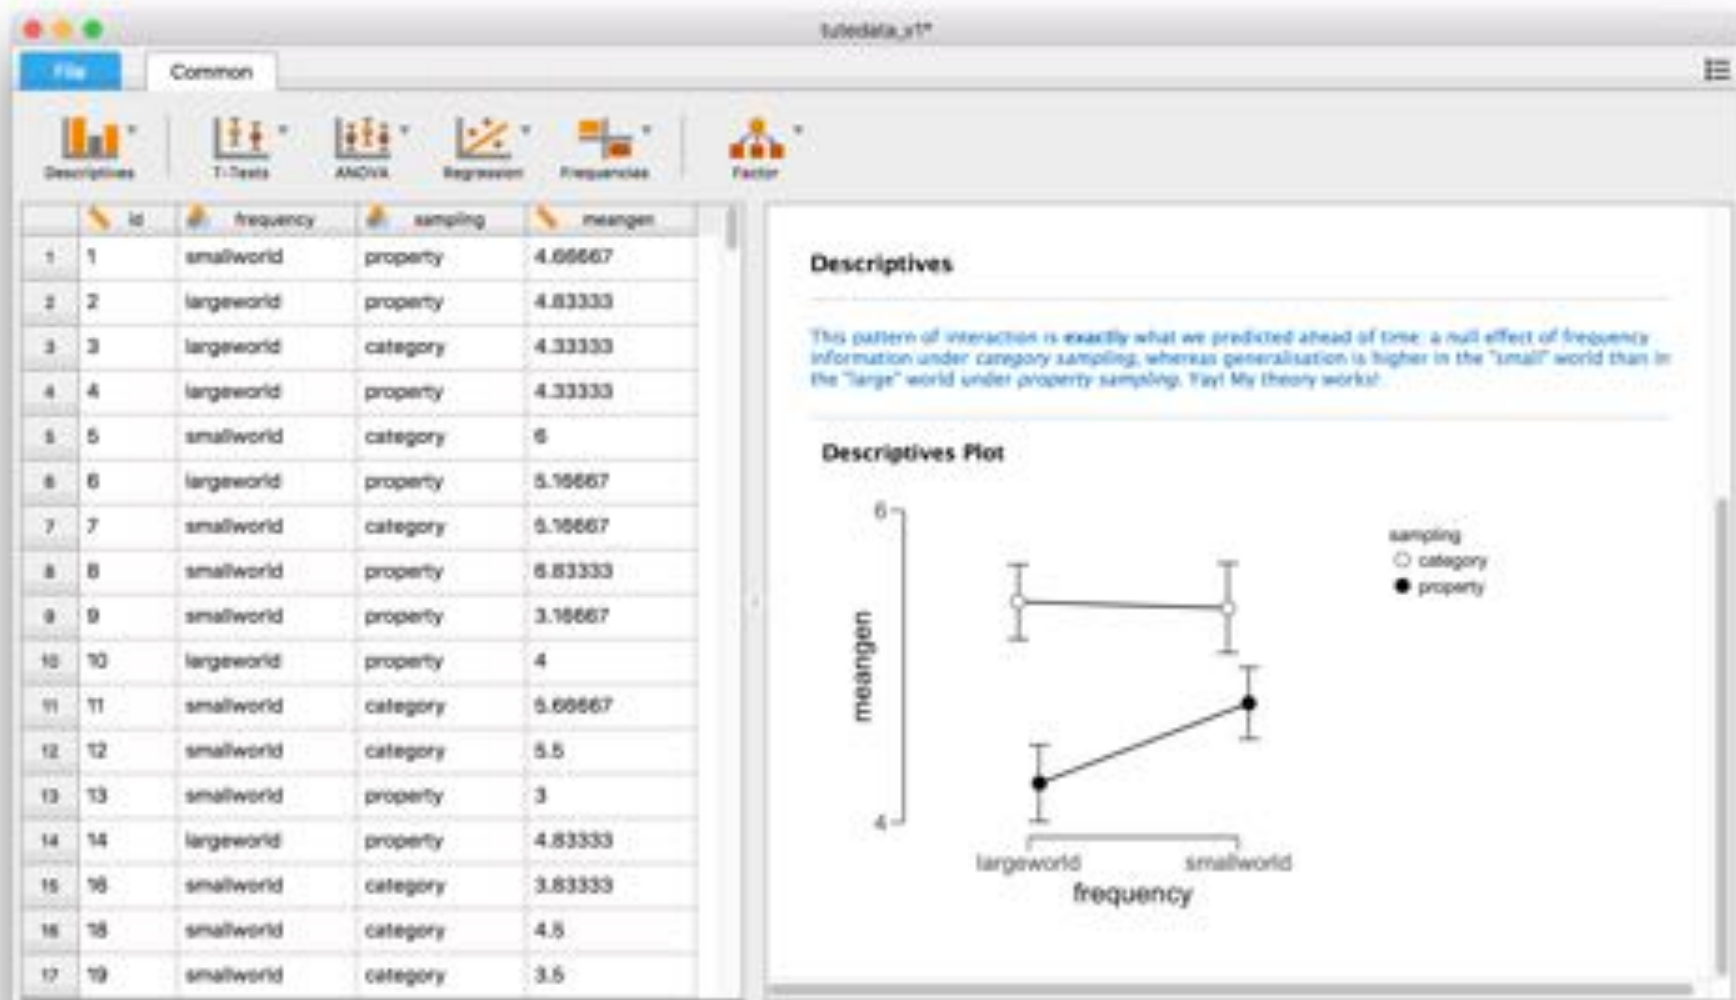 tutedata_v1*
File Common
Descriptives T-Tests ANOVA Regression Frequencies Factor
id frequency sampling meangen
1 1 smallworld property 4.66667
2 2 largeworld property 4.83333
3 3 largeworld category 4.33333
4 4 largeworld property 4.33333
5 5 smallworld category 6
6 6 largeworld property 5.16667
7 7 smallworld category 5.16667
8 8 smallworld property 6.83333
9 9 smallworld property 3.16667
10 10 largeworld property 4
11 11 smallworld category 5.66667
12 12 smallworld category 5.5
13 13 smallworld property 3
14 14 largeworld property 4.83333
15 16 smallworld category 3.83333
16 18 smallworld category 4.5
17 19 smallworld category 3.5
Descriptives
This pattern of interaction is exactly what we predicted ahead of time: a null effect of frequency
information under category sampling, whereas generalisation is higher in the "small" world than in
the "large" world under property sampling. Yay! My theory works!
Descriptives Plot
6
4
meangen
sampling
category
property
largeworld smallworld
frequency